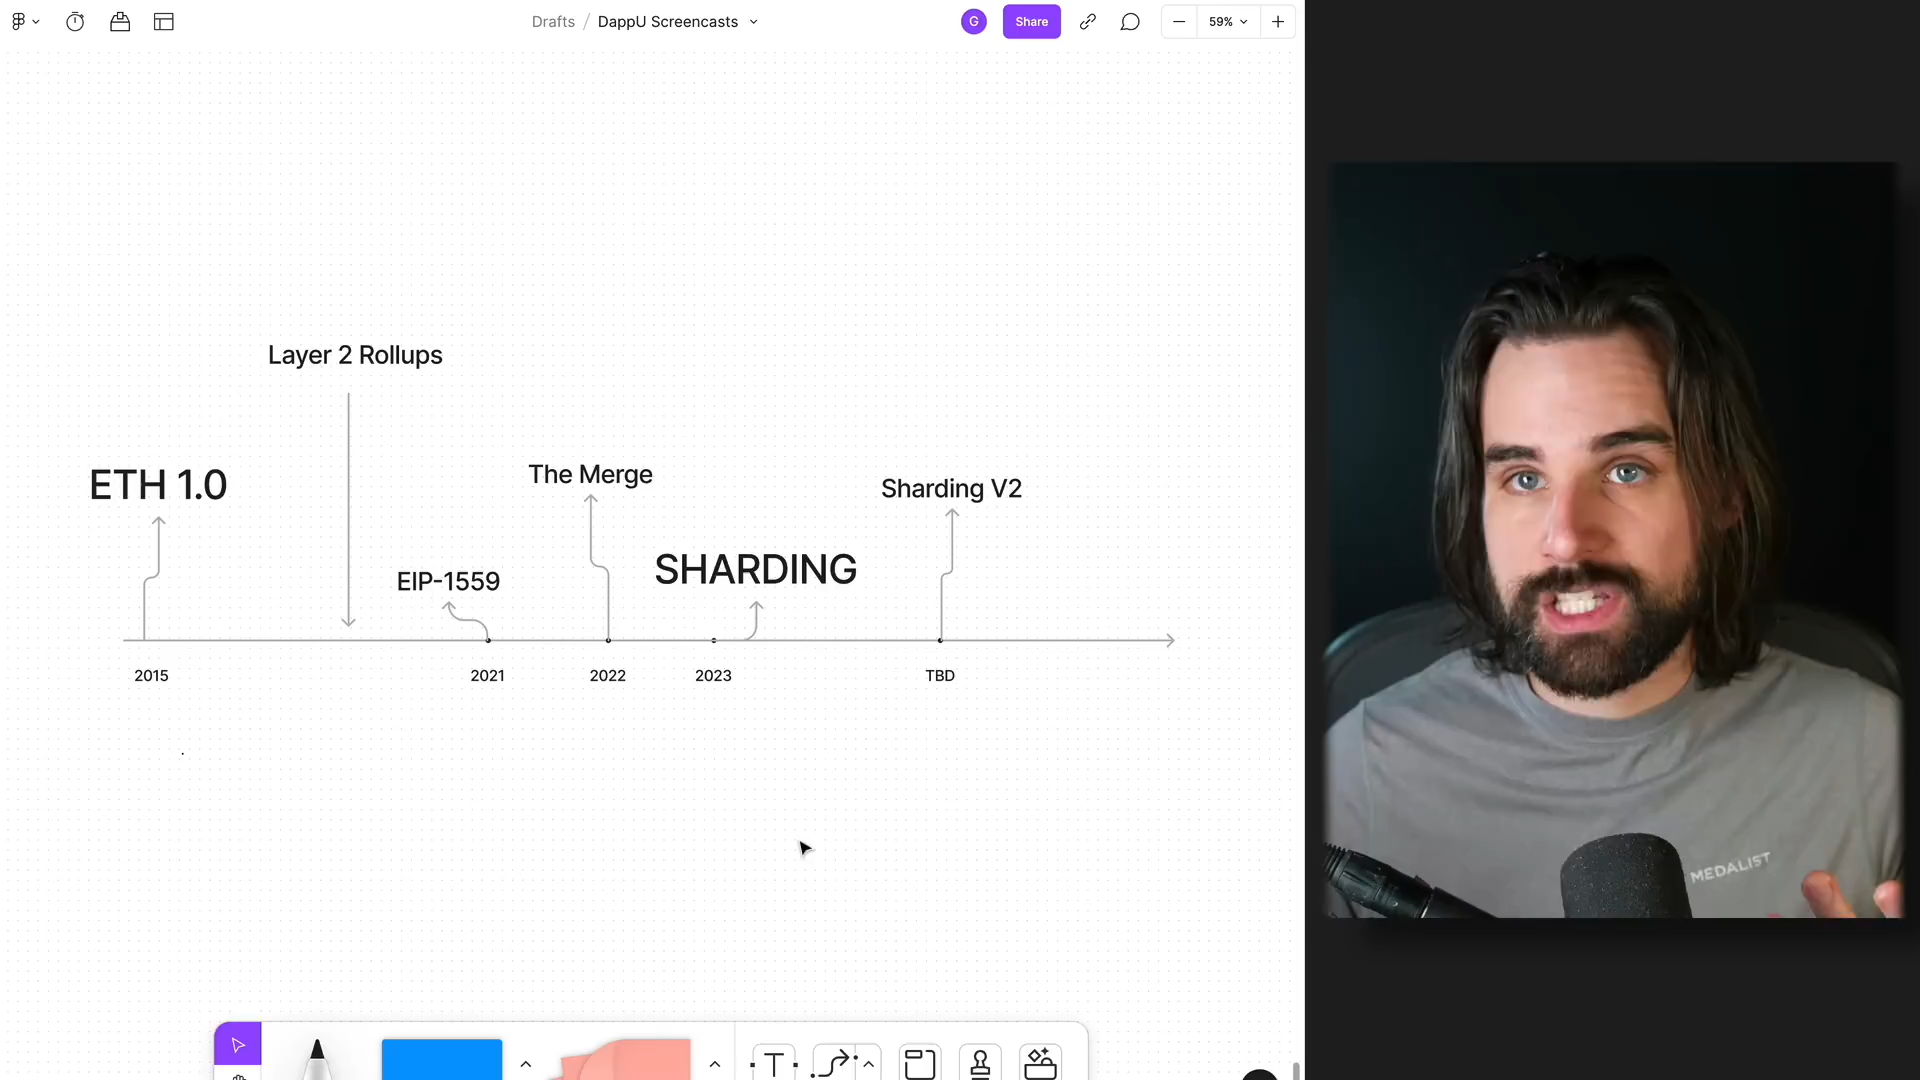 Drafts / DappU Screencasts
G
Share
59%
Layer 2 Rollups
ETH 1.0
The Merge
Sharding V2
EIP-1559
SHARDING
2015
2021
2022
2023
TBD
T
MEDALIST